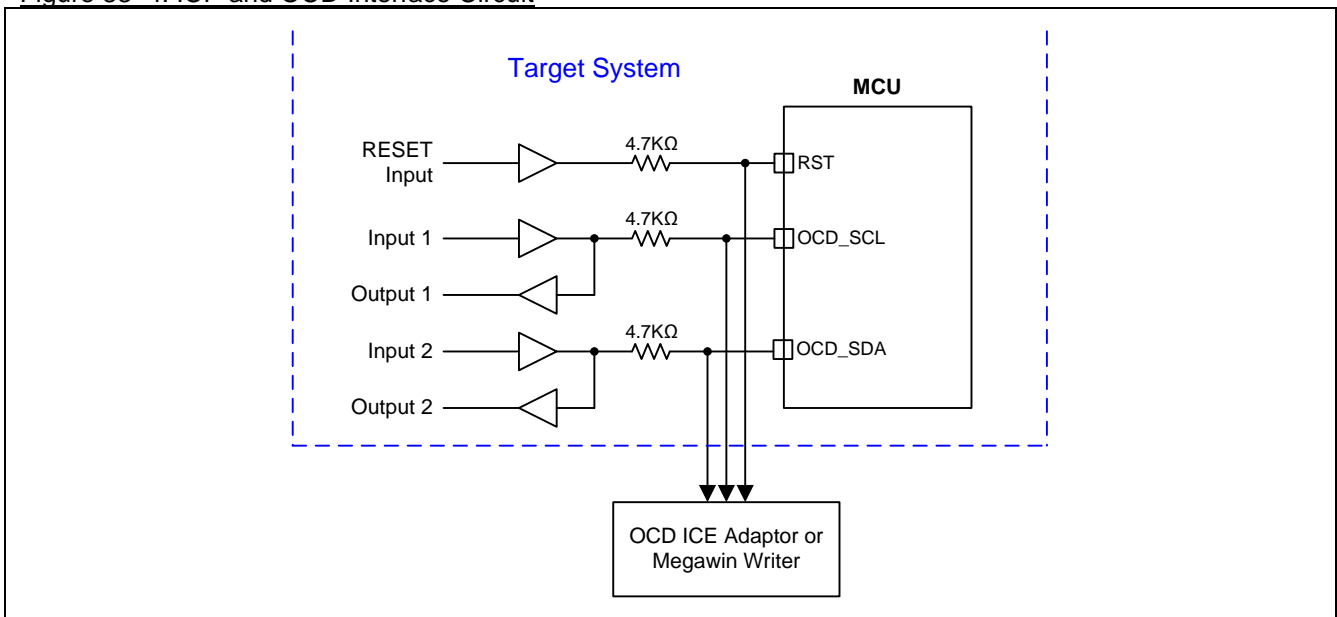 Target System
MCU
RESET
Input
4.7KΩ
RST
Input 1
4.7KΩ
OCD_SCL
Output 1
Input 2
4.7KΩ
OCD_SDA
Output 2
OCD ICE Adaptor or
Megawin Writer